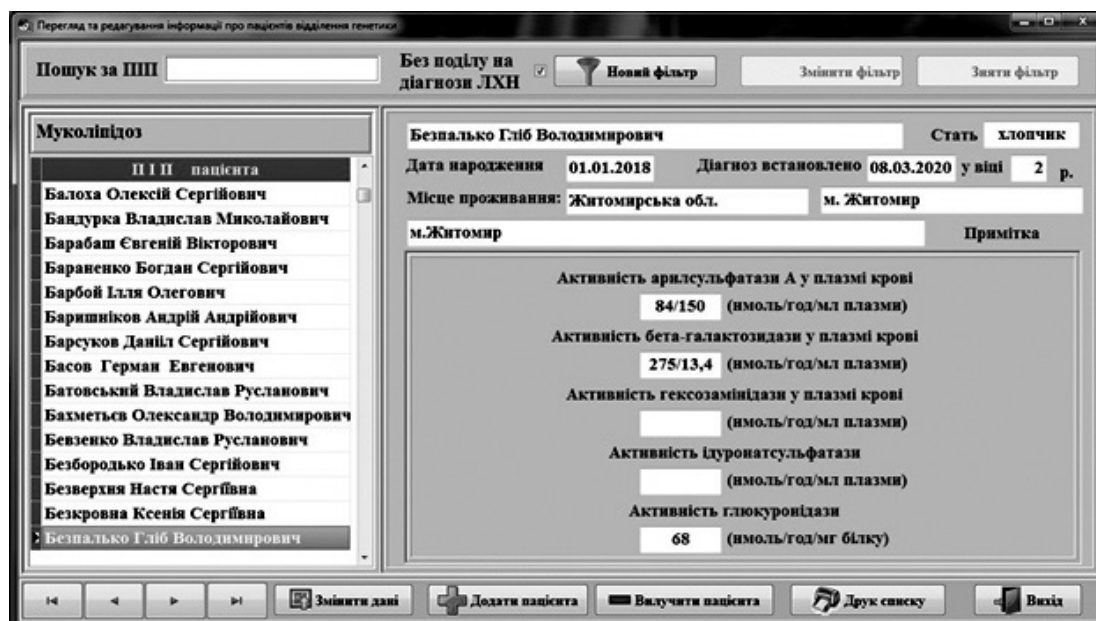 Перегляд та редагування інформації про пацієнтів відділення генетики
Пошук за ПІП
Без поділу на
діагнози ЛХН
Новий фільтр
Змінити фільтр
Зняти фільтр
Муколіпідоз
П І П пацієнта
Балоха Олексій Сергійович
Бандурка Владислав Миколайович
Барабаш Євгеній Вікторович
Бараненко Богдан Сергійович
Барбой Ілля Олегович
Баришніков Андрій Андрійович
Барсуков Данііл Сергійович
Басов Герман Евгенович
Батовський Владислав Русланович
Бахметьєв Олександр Володимирович
Бевзенко Владислав Русланович
Безбородько Іван Сергійович
Безверхня Настя Сергіївна
Безкровна Ксенія Сергіївна
Безпалько Гліб Володимирович
Безпалько Гліб Володимирович
Стать хлопчик
Дата народження 01.01.2018 Діагноз встановлено 08.03.2020 у віці 2 р.
Місце проживання: Житомирська обл. м. Житомир
м.Житомир Примітка
Активність арилсульфатази А у плазмі крові
84/150 (нмоль/год/мл плазми)
Активність бета-галактозидази у плазмі крові
275/13,4 (нмоль/год/мл плазми)
Активність гексозамінідази у плазмі крові
(нмоль/год/мл плазми)
Активність ідуронатсульфатази
(нмоль/год/мл плазми)
Активність глюкуронідази
68 (нмоль/год/мг білку)
Змінити дані
Додати пацієнта
Вилучити пацієнта
Друк списку
Вихід